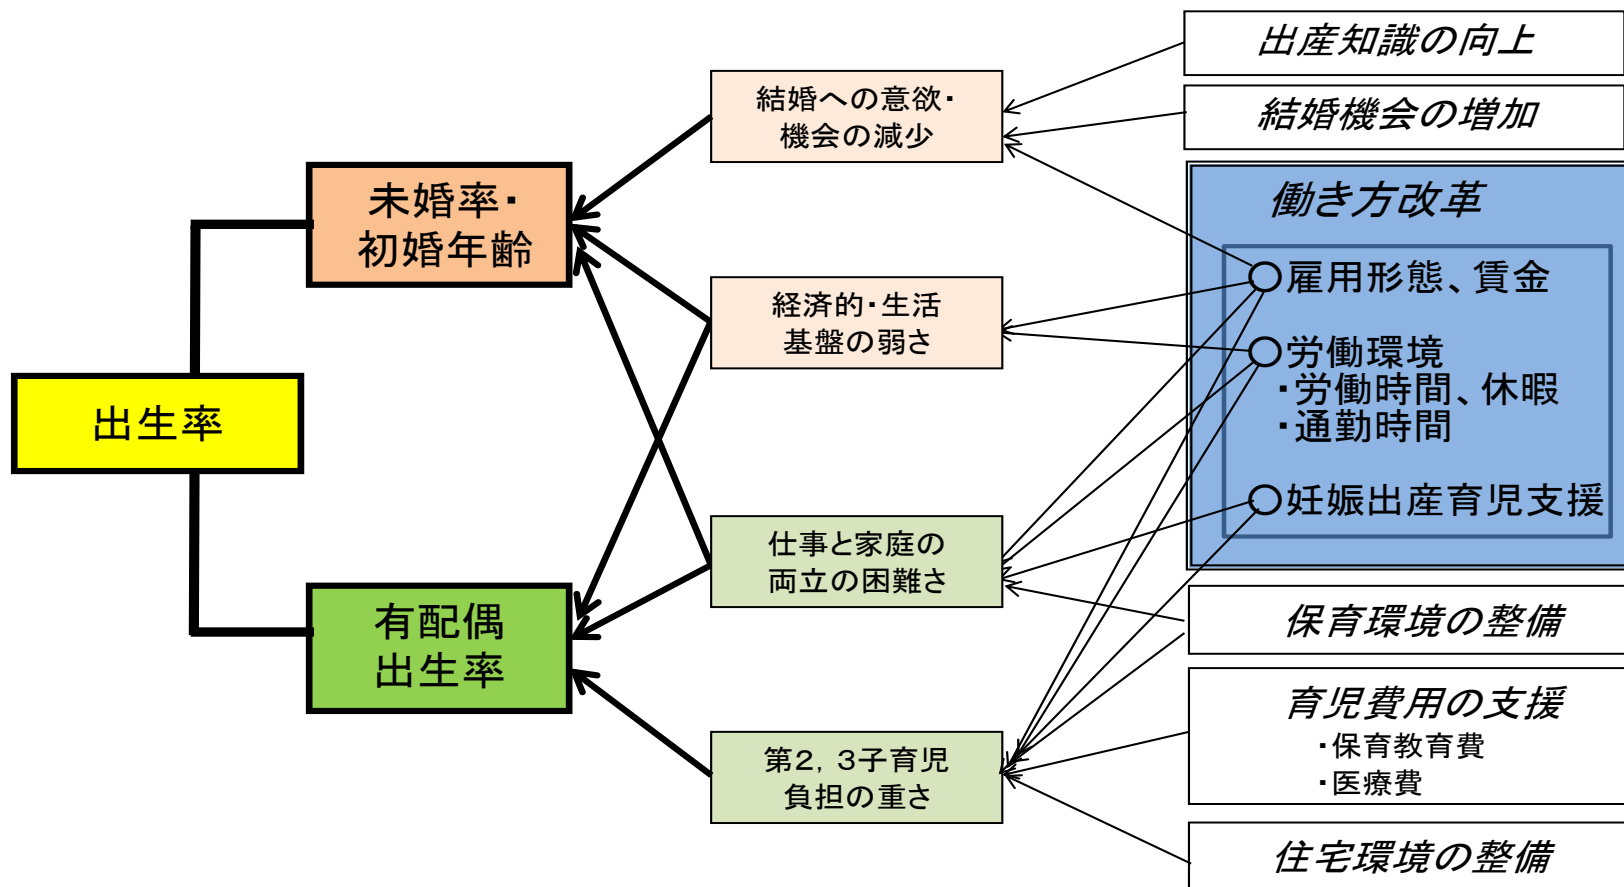 出生率
未婚率・
初婚年齢
有配偶
出生率
結婚への意欲・
機会の減少
経済的・生活
基盤の弱さ
仕事と家庭の
両立の困難さ
第2，3子育児
負担の重さ
出産知識の向上
結婚機会の増加
働き方改革
○雇用形態、賃金
○労働環境
・労働時間、休暇
・通勤時間
○妊娠出産育児支援
保育環境の整備
育児費用の支援
・保育教育費
・医療費
住宅環境の整備